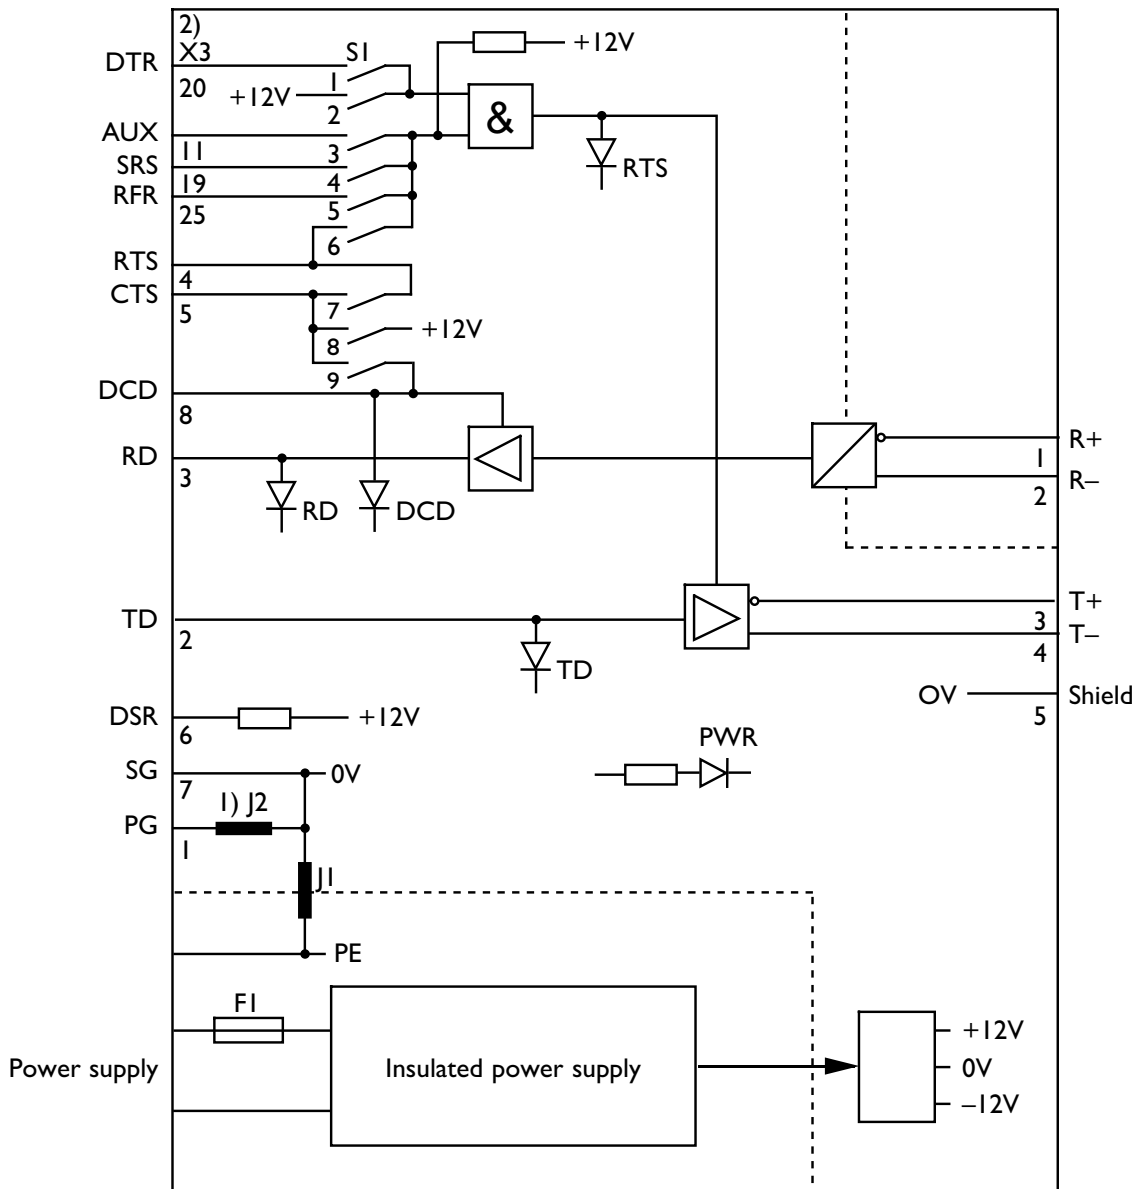 2)
X3
DTR
20
S1
1
+12V
2
+12V
&
AUX
11
3
SRS
19
4
RFR
25
5
6
RTS
RTS
4
CTS
5
7
8
+12V
9
DCD
8
RD
3
RD
DCD
R+
1
R–
2
TD
2
TD
T+
3
T–
4
OV
Shield
5
DSR
6
+12V
PWR
SG
7
0V
1) J2
PG
1
J1
PE
F1
Power supply
Insulated power supply
+12V
0V
–12V